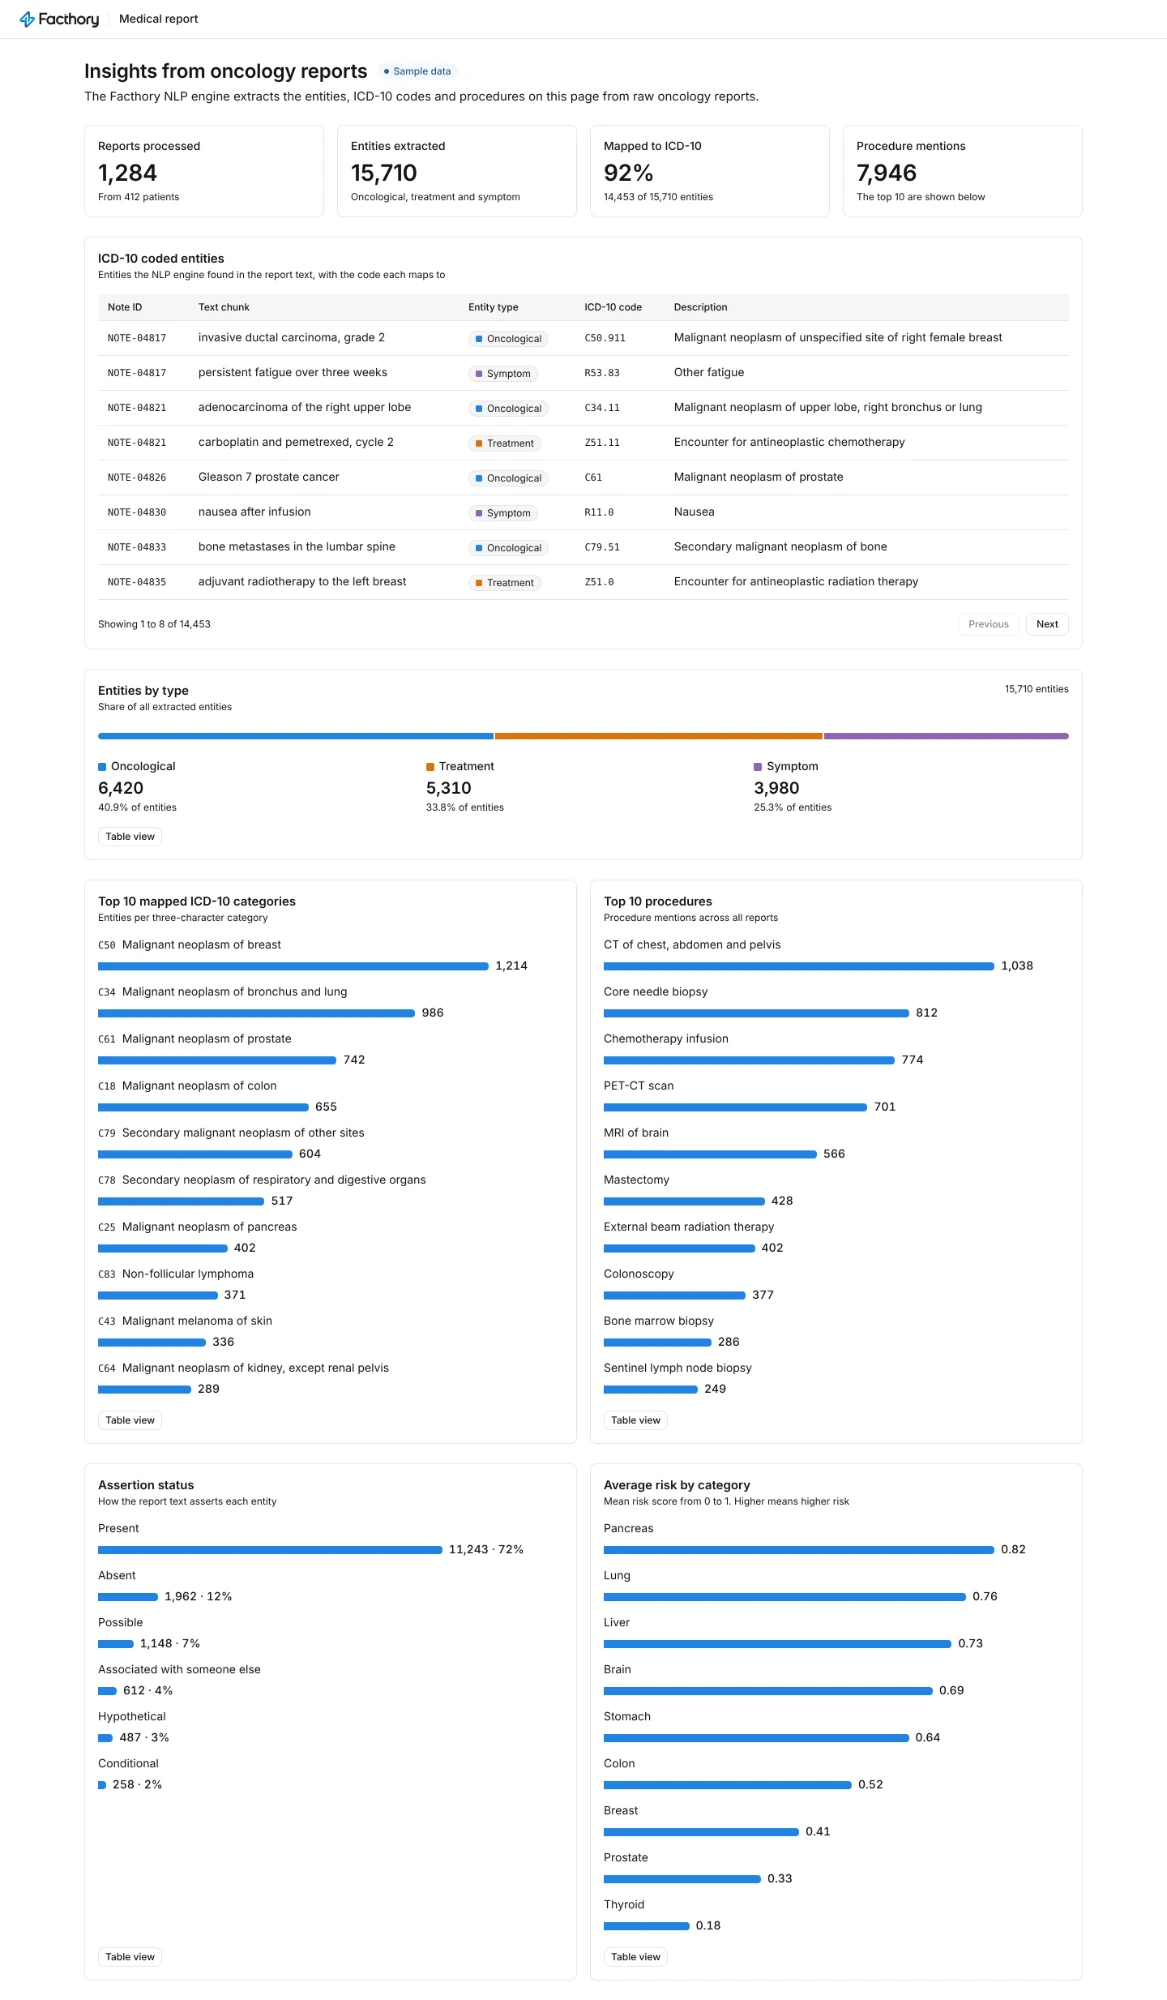 Facthory
Medical report
Insights from oncology reports
Sample data
The Facthory NLP engine extracts the entities, ICD-10 codes and procedures on this page from raw oncology reports.
Reports processed
1,284
From 412 patients
Entities extracted
15,710
Oncological, treatment and symptom
Mapped to ICD-10
92%
14,453 of 15,710 entities
Procedure mentions
7,946
The top 10 are shown below
ICD-10 coded entities
Entities the NLP engine found in the report text, with the code each maps to
Note ID Text chunk Entity type ICD-10 code Description
NOTE-04817 invasive ductal carcinoma, grade 2 Oncological C50.911 Malignant neoplasm of unspecified site of right female breast
NOTE-04817 persistent fatigue over three weeks Symptom R53.83 Other fatigue
NOTE-04821 adenocarcinoma of the right upper lobe Oncological C34.11 Malignant neoplasm of upper lobe, right bronchus or lung
NOTE-04821 carboplatin and pemetrexed, cycle 2 Treatment Z51.11 Encounter for antineoplastic chemotherapy
NOTE-04826 Gleason 7 prostate cancer Oncological C61 Malignant neoplasm of prostate
NOTE-04830 nausea after infusion Symptom R11.0 Nausea
NOTE-04833 bone metastases in the lumbar spine Oncological C79.51 Secondary malignant neoplasm of bone
NOTE-04835 adjuvant radiotherapy to the left breast Treatment Z51.0 Encounter for antineoplastic radiation therapy
Showing 1 to 8 of 14,453
Previous
Next
Entities by type
15,710 entities
Share of all extracted entities
Oncological
6,420
40.9% of entities
Treatment
5,310
33.8% of entities
Symptom
3,980
25.3% of entities
Table view
Top 10 mapped ICD-10 categories
Entities per three-character category
C50 Malignant neoplasm of breast
1,214
C34 Malignant neoplasm of bronchus and lung
986
C61 Malignant neoplasm of prostate
742
C18 Malignant neoplasm of colon
655
C79 Secondary malignant neoplasm of other sites
604
C78 Secondary neoplasm of respiratory and digestive organs
517
C25 Malignant neoplasm of pancreas
402
C83 Non-follicular lymphoma
371
C43 Malignant melanoma of skin
336
C64 Malignant neoplasm of kidney, except renal pelvis
289
Table view
Top 10 procedures
Procedure mentions across all reports
CT of chest, abdomen and pelvis
1,038
Core needle biopsy
812
Chemotherapy infusion
774
PET-CT scan
701
MRI of brain
566
Mastectomy
428
External beam radiation therapy
402
Colonoscopy
377
Bone marrow biopsy
286
Sentinel lymph node biopsy
249
Table view
Assertion status
How the report text asserts each entity
Present
11,243 · 72%
Absent
1,962 · 12%
Possible
1,148 · 7%
Associated with someone else
612 · 4%
Hypothetical
487 · 3%
Conditional
258 · 2%
Table view
Average risk by category
Mean risk score from 0 to 1. Higher means higher risk
Pancreas
0.82
Lung
0.76
Liver
0.73
Brain
0.69
Stomach
0.64
Colon
0.52
Breast
0.41
Prostate
0.33
Thyroid
0.18
Table view